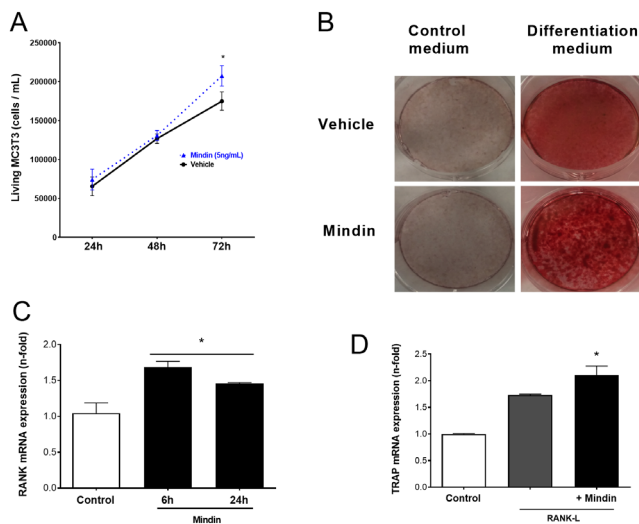 A
Living MC3T3 (cells / mL)
250000
200000
150000
100000
50000
0
*
Mindin (5ng/mL)
Vehicle
24h
48h
72h
B
Control
medium
Differentiation
medium
Vehicle
Mindin
C
RANK mRNA expression (n-fold)
2.0
1.5
1.0
0.5
0.0
*
Control
6h
24h
Mindin
D
TRAP mRNA expression (n-fold)
2.5
2.0
1.5
1.0
0.5
0.0
*
Control
+ Mindin
RANK-L